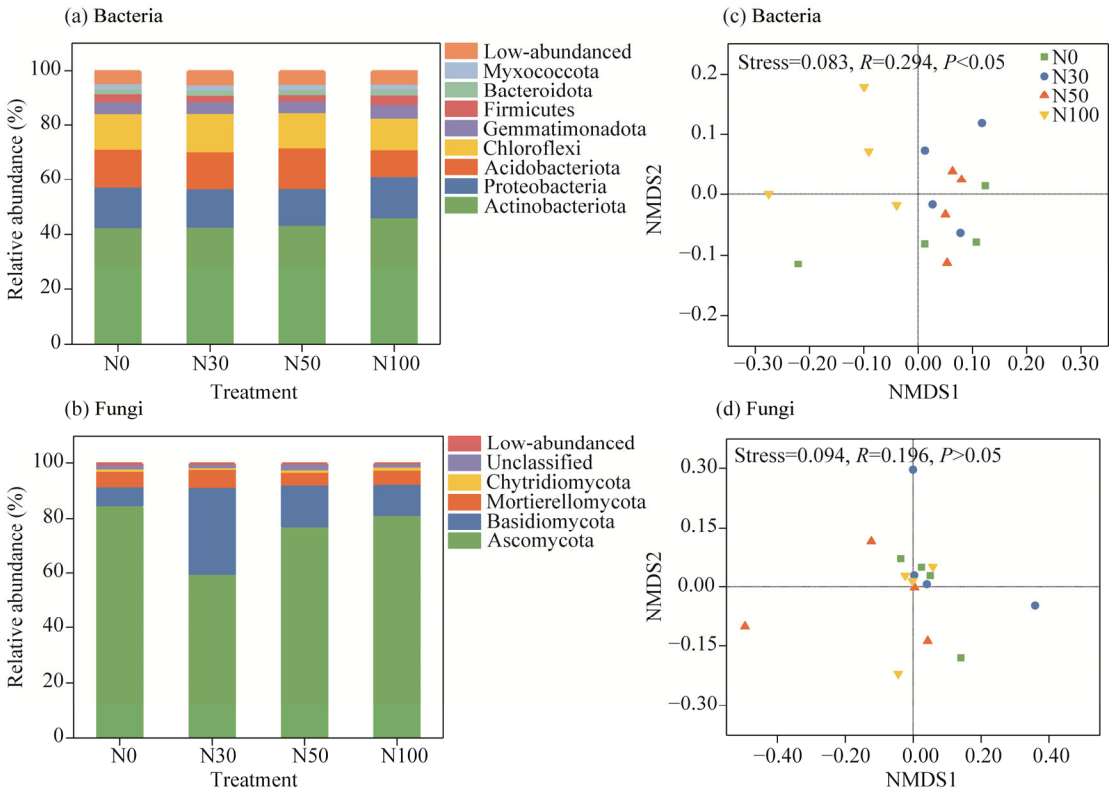 (a) Bacteria
Relative abundance (%)
100
80
60
40
20
0
N0 N30 N50 N100
Treatment
Low-abundanced
Myxococcota
Bacteroidota
Firmicutes
Gemmatimonadota
Chloroflexi
Acidobacteriota
Proteobacteria
Actinobacteriota
(c) Bacteria
Stress=0.083, R=0.294, P<0.05
N0
N30
N50
N100
NMDS2
0.2
0.1
0.0
−0.1
−0.2
−0.30 −0.20 −0.10 0.00 0.10 0.20 0.30
NMDS1
(b) Fungi
Relative abundance (%)
100
80
60
40
20
0
N0 N30 N50 N100
Treatment
Low-abundanced
Unclassified
Chytridiomycota
Mortierellomycota
Basidiomycota
Ascomycota
(d) Fungi
Stress=0.094, R=0.196, P>0.05
NMDS2
0.30
0.15
0.00
−0.15
−0.30
−0.40 −0.20 0.00 0.20 0.40
NMDS1